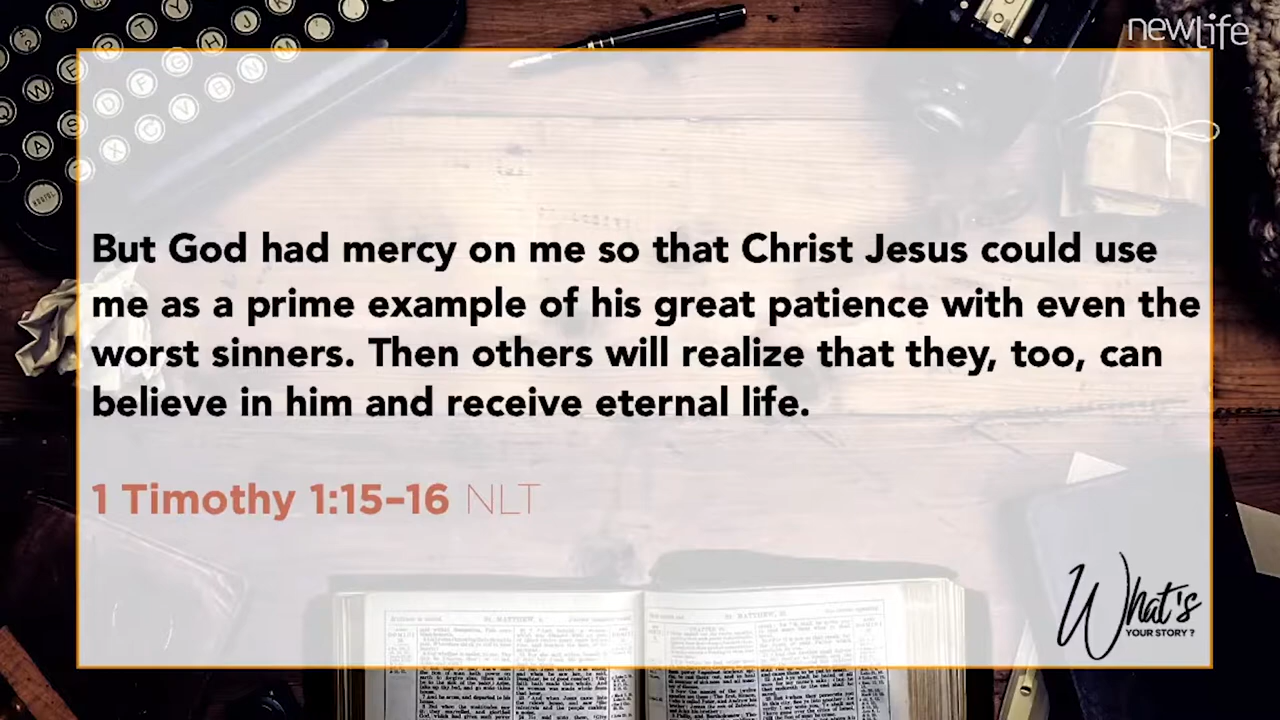 newlife
But God had mercy on me so that Christ Jesus could use
me as a prime example of his great patience with even the
worst sinners. Then others will realize that they, too, can
believe in him and receive eternal life.
1 Timothy 1:15–16 NLT
What's
YOUR STORY?